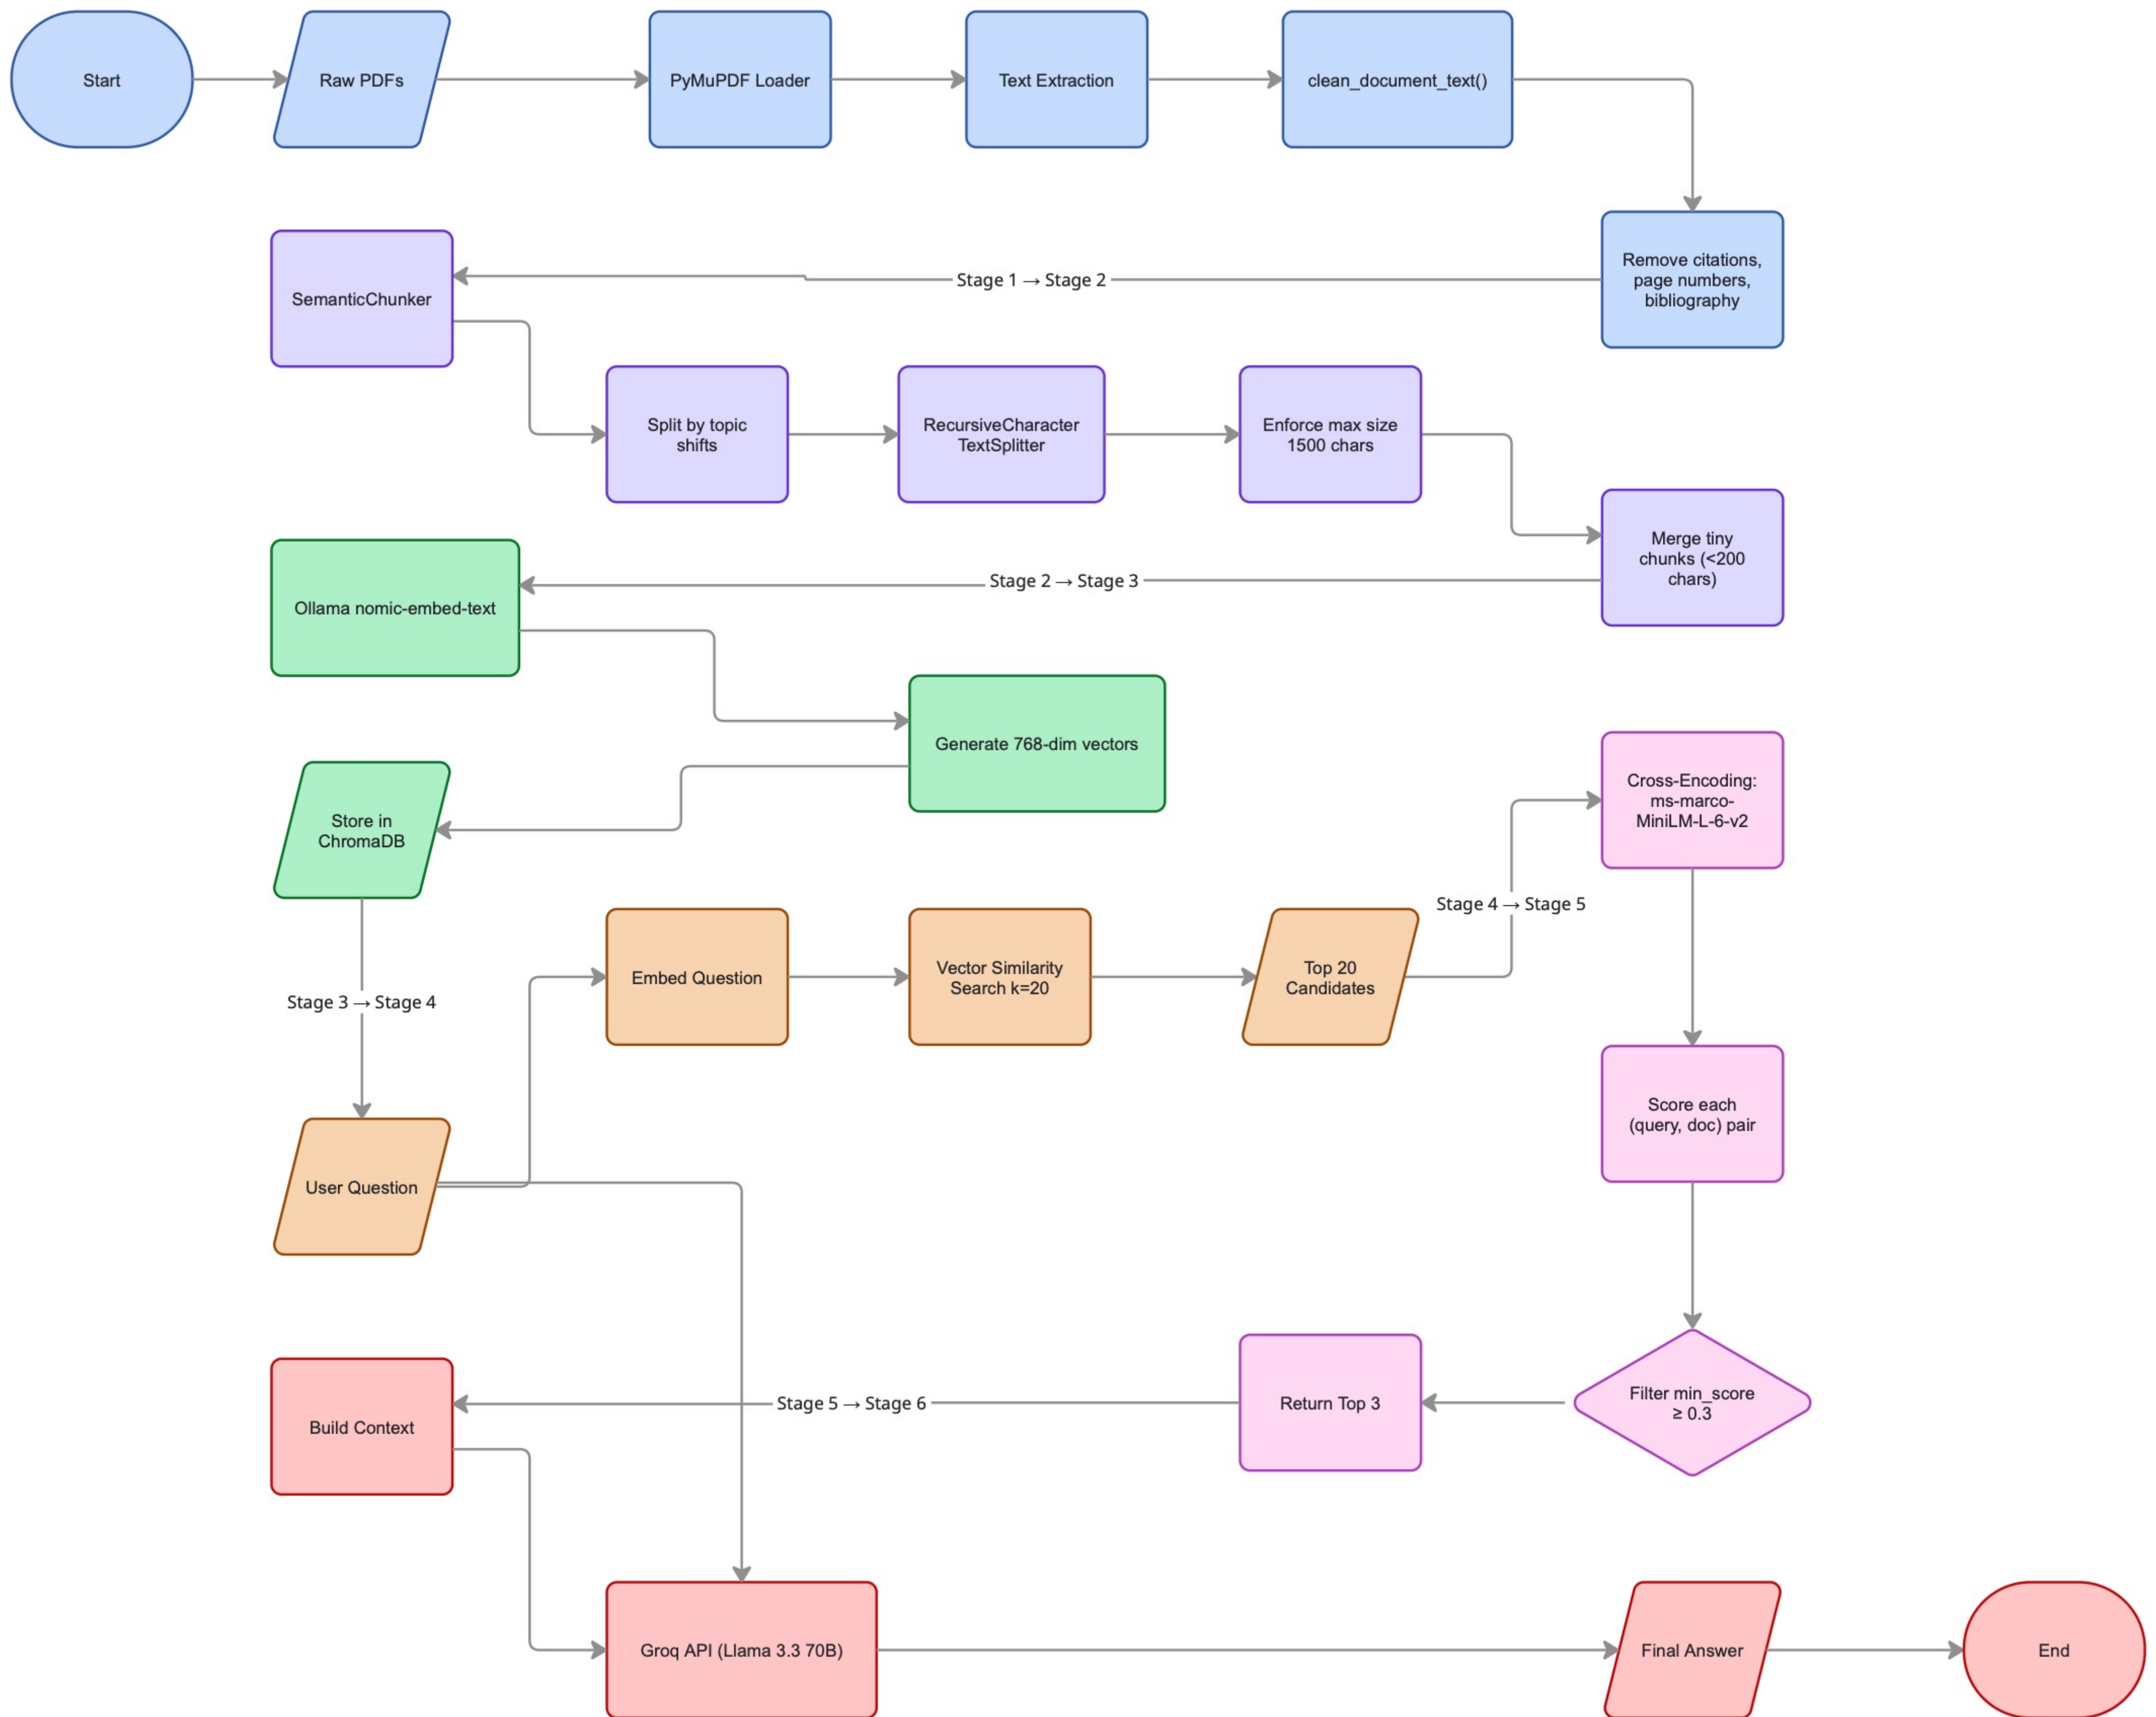 Start
Raw PDFs
PyMuPDF Loader
Text Extraction
clean_document_text()
Remove citations,
page numbers,
bibliography
Stage 1 → Stage 2
SemanticChunker
Split by topic
shifts
RecursiveCharacter
TextSplitter
Enforce max size
1500 chars
Merge tiny
chunks (<200
chars)
Stage 2 → Stage 3
Ollama nomic-embed-text
Generate 768-dim vectors
Store in
ChromaDB
Stage 3 → Stage 4
User Question
Embed Question
Vector Similarity
Search k=20
Top 20
Candidates
Stage 4 → Stage 5
Cross-Encoding:
ms-marco-
MiniLM-L-6-v2
Score each
(query, doc) pair
Filter min_score
≥ 0.3
Return Top 3
Stage 5 → Stage 6
Build Context
Groq API (Llama 3.3 70B)
Final Answer
End